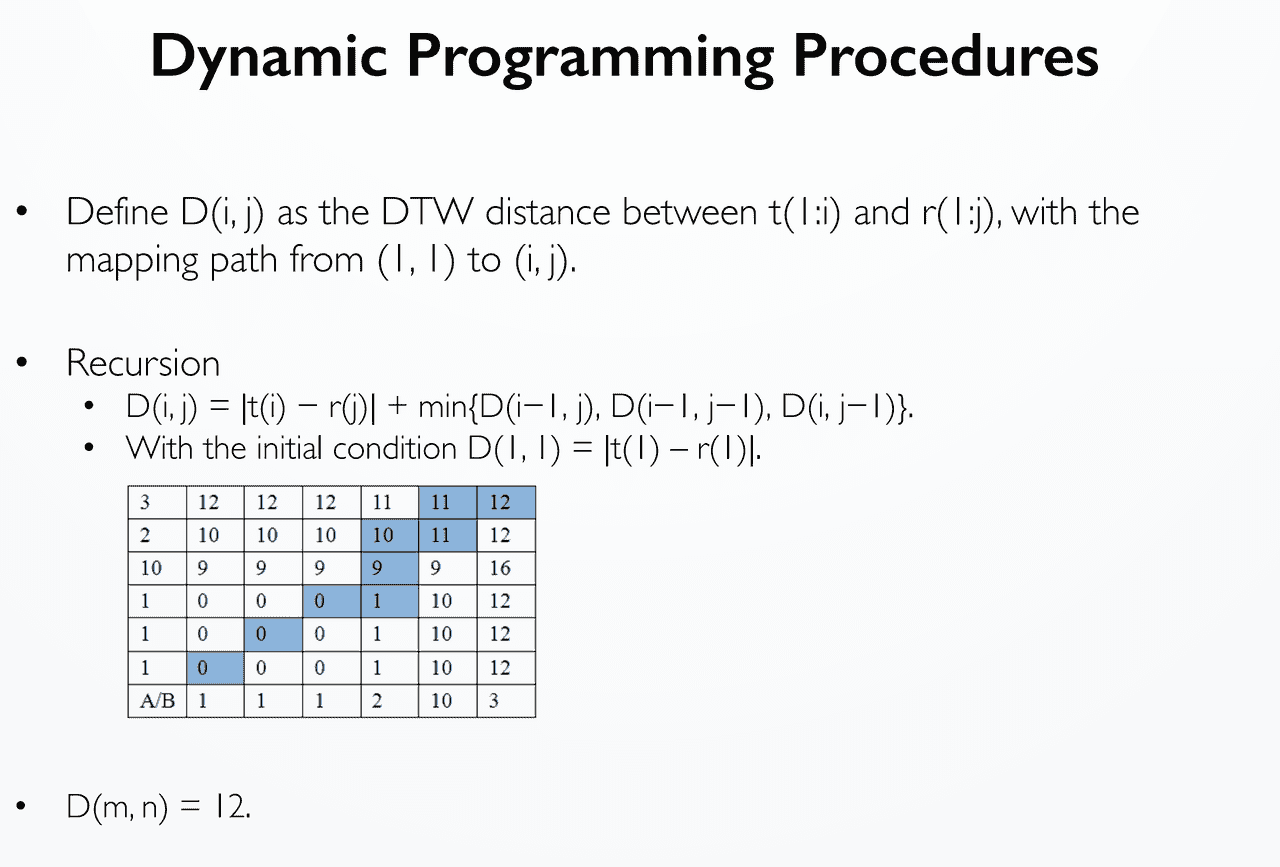 Dynamic Programming Procedures
• Define D(i, j) as the DTW distance between t(1:i) and r(1:j), with the
mapping path from (1, 1) to (i, j).
• Recursion
• D(i, j) = |t(i) − r(j)| + min{D(i−1, j), D(i−1, j−1), D(i, j−1)}.
• With the initial condition D(1, 1) = |t(1) – r(1)|.
3 12 12 12 11 11 12
2 10 10 10 10 11 12
10 9 9 9 9 9 16
1 0 0 0 1 10 12
1 0 0 0 1 10 12
1 0 0 0 1 10 12
A/B 1 1 1 2 10 3
• D(m, n) = 12.